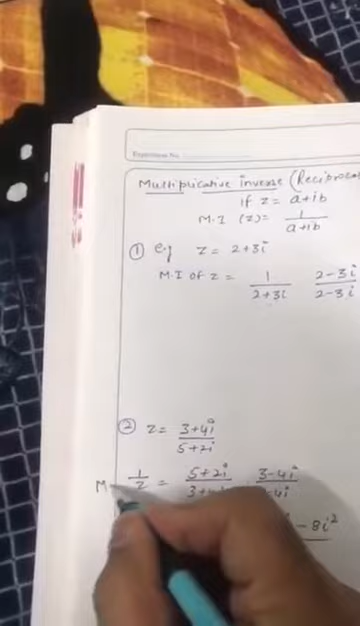 Experiment No.
Multiplicative inverse (Reciprocal
if z = a+ib
M.I (z) = 1/(a+ib)
① e.g z = 2+3i
M.I of z = 1/(2+3i) (2-3i)/(2-3i)
② z = (3+4i)/(5+2i)
M 1/z = (5+2i)/(3+4i) (3-4i)/(3-4i)
- 8i²